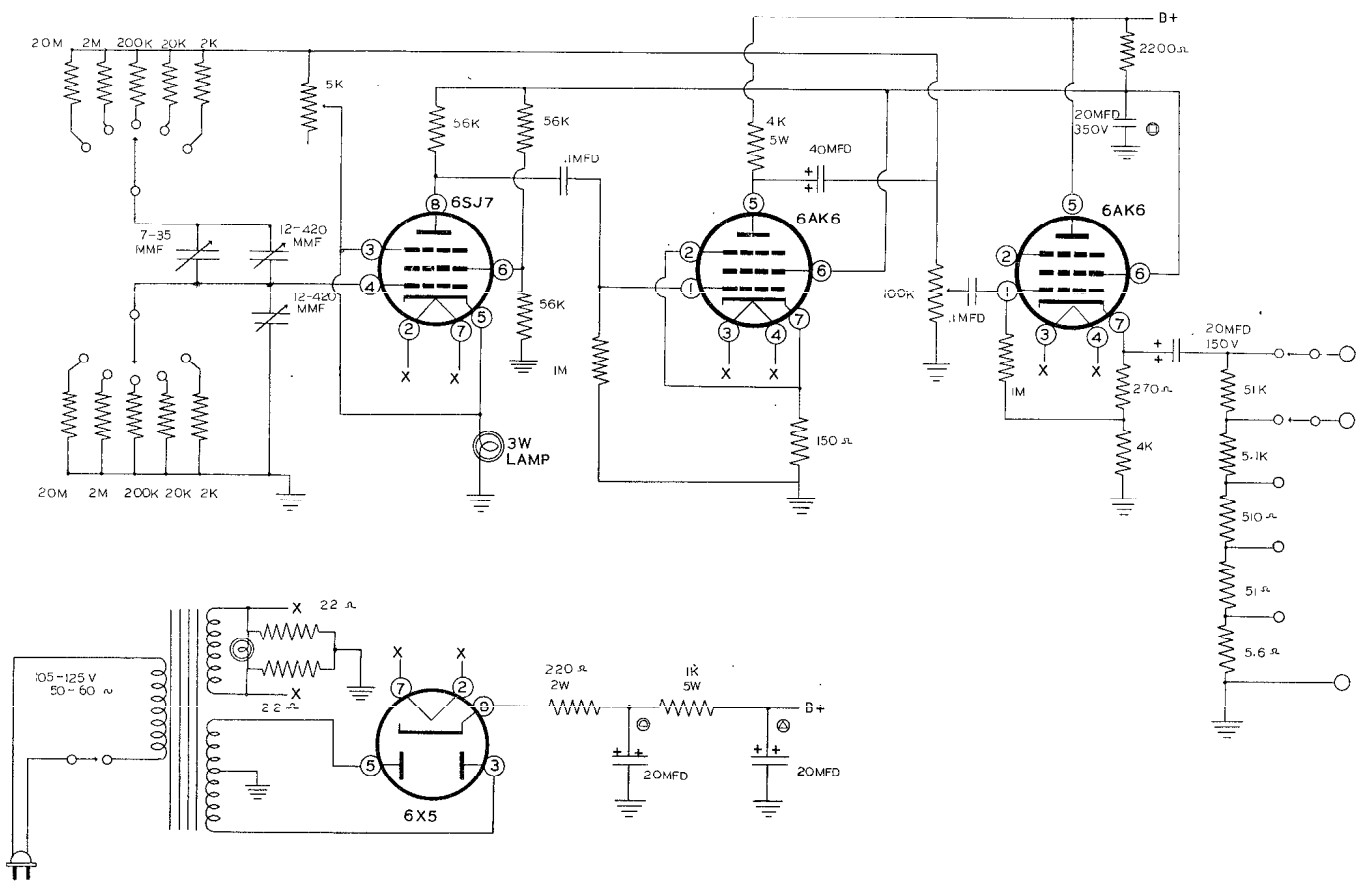 20M 2M 200K 20K 2K
5K
56K
56K
.1MFD
4K
5W
40MFD
B+
2200Ω
20MFD
350V
7-35
MMF
12-420
MMF
12-420
MMF
6SJ7
8
3
4
6
2
7
5
X X
56K
3W
LAMP
1M
6AK6
5
2
1
6
3
4
7
X X
150Ω
100K
.1MFD
6AK6
5
2
1
6
3
4
7
X X
1M
270Ω
4K
20MFD
150V
51K
5.1K
510Ω
51Ω
5.6Ω
20M 2M 200K 20K 2K
105-125V
50-60~
X 22Ω
X
22Ω
X X
7
2
8
5
3
6X5
220Ω
2W
1K
5W
B+
20MFD
20MFD